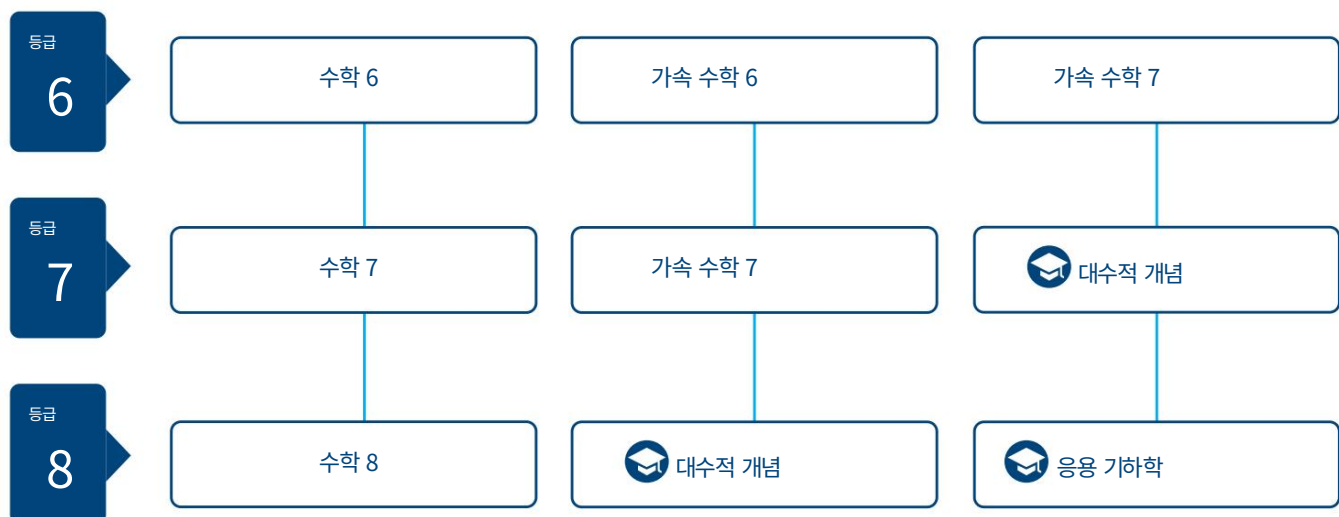 등급
6
수학 6
가속 수학 6
가속 수학 7
등급
7
수학 7
가속 수학 7
대수적 개념
등급
8
수학 8
대수적 개념
응용 기하학